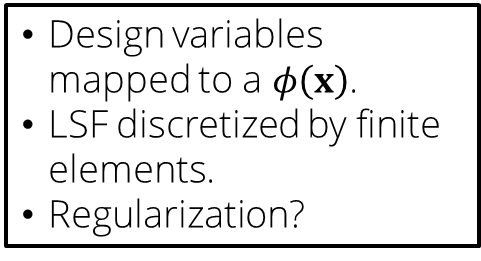 • Design variables
mapped to a ϕ(x).
• LSF discretized by finite
elements.
• Regularization?